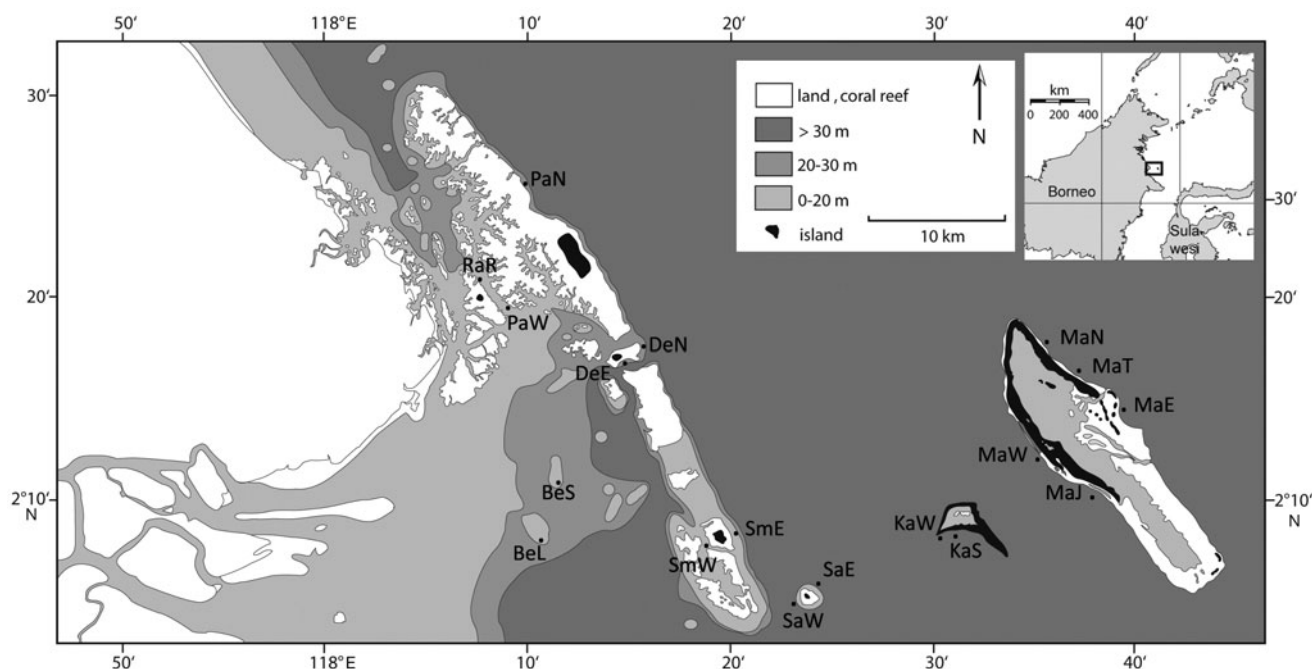 50' 118°E 10' 20' 30' 40'
30'
20'
2°10'
N
30'
20'
2°10'
N
50' 118°E 10' 20' 30' 40'
land , coral reef
> 30 m
20-30 m
0-20 m
island
N
10 km
km
0 200 400
Borneo
Sula-
wesi
PaN
RaR
PaW
DeN
DeE
MaN
MaT
MaE
MaW
MaJ
BeS
BeL
SmE
SmW
KaW
KaS
SaE
SaW